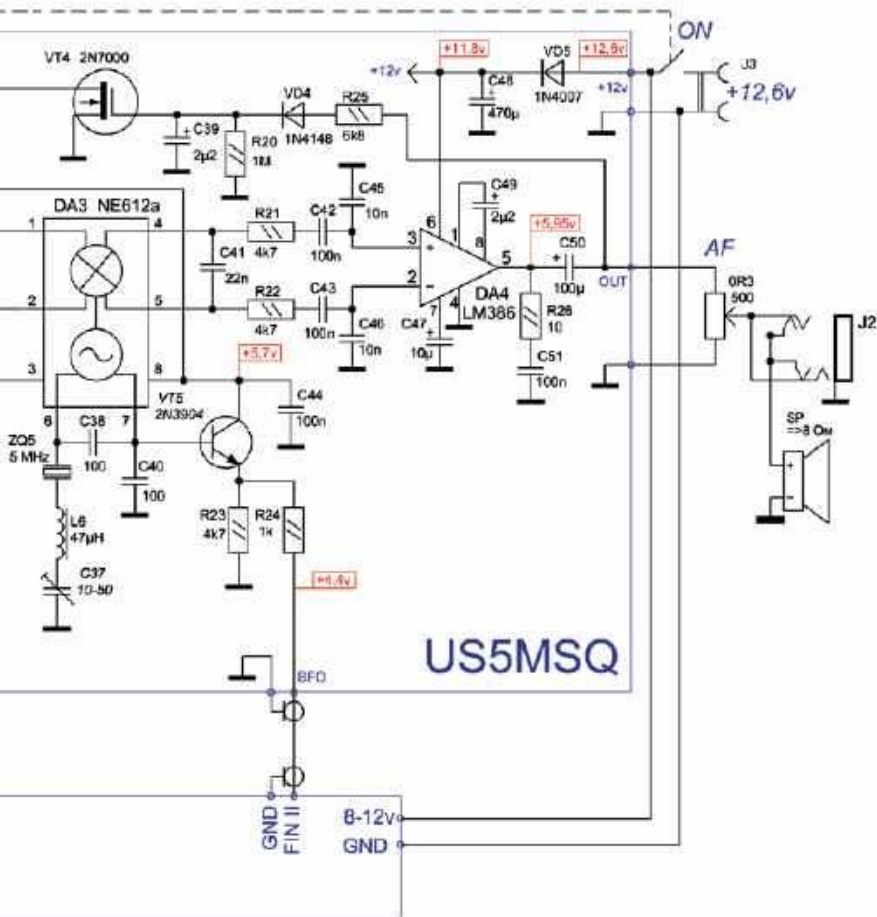 ON
VT4 2N7000
+11,8v
VD5
+12,6v
J3
+12v
C48
470µ
1N4007
+12v
+12,6v
VD4
R25
C39
2µ2
R20
1M
1N4148
6k8
DA3 NE612a
C45
10n
C49
2µ2
1
4
R21
4k7
C42
100n
6
1
8
+5,95v
C50
100µ
AF
C41
22n
3
+
5
OUT
0R3
500
2
5
R22
4k7
C43
100n
2
−
7
4
DA4
LM386
R26
10
J2
C46
10n
C47
10µ
+5,7v
C51
100n
3
8
VT5
2N3904
C44
100n
SP
=>8 Ом
6
7
ZQ5
5 MHz
C38
100
C40
100
+
−
L6
47µH
R23
4k7
R24
1k
C37
10-50
US5MSQ
BFO
GND
FIN II
8-12v
GND